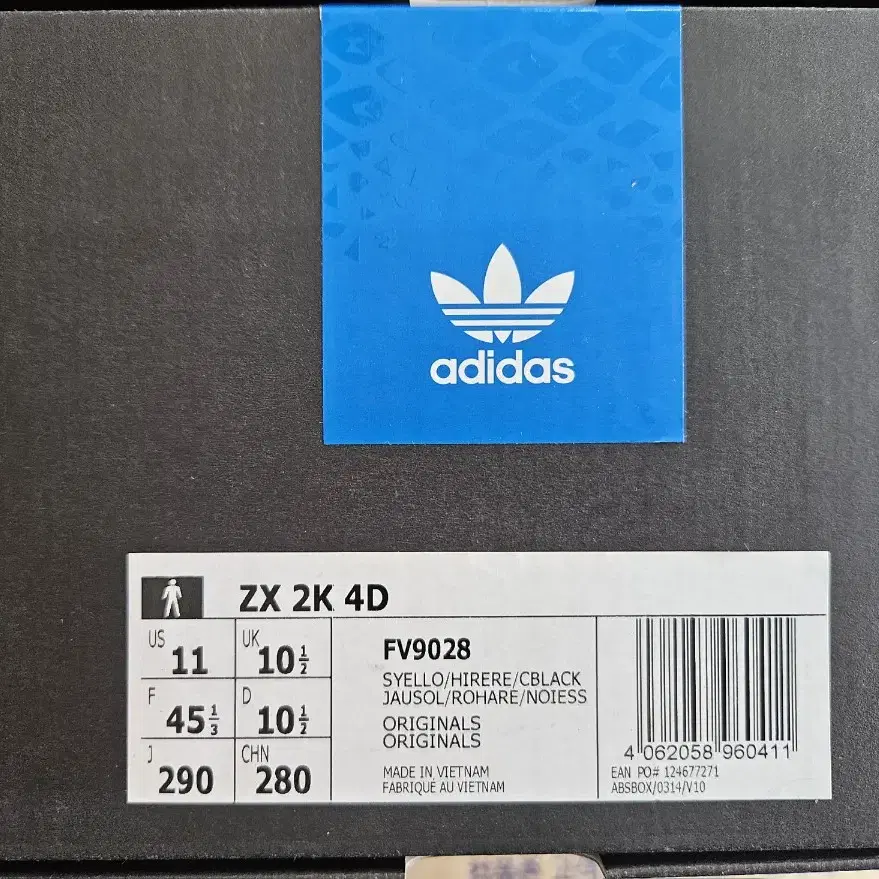 adidas
ZX 2K 4D
US 11
UK 10 1/2
F 45 1/3
D 10 1/2
J 290
CHN 280
FV9028
SYELLO/HIRERE/CBLACK
JAUSOL/ROHARE/NOIESS
ORIGINALS
ORIGINALS
MADE IN VIETNAM
FABRIQUÉ AU VIETNAM
4 062058 960411
EAN PO# 124677271
ABSBOX/0314/V10